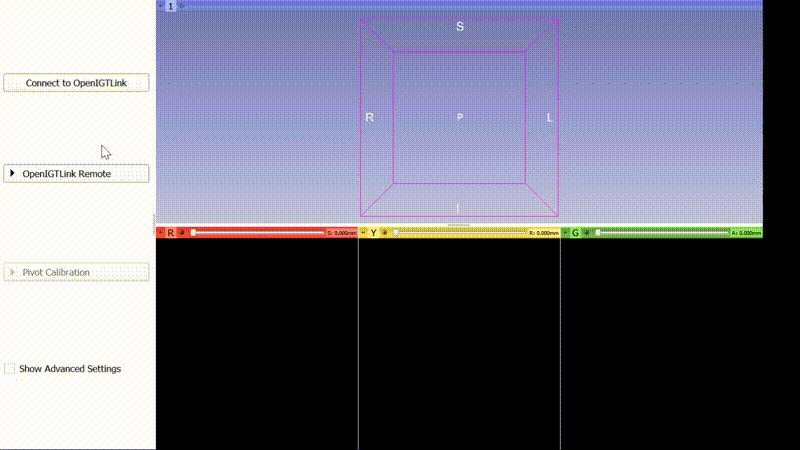 1
Connect to OpenIGTLink
OpenIGTLink Remote
Pivot Calibration
Show Advanced Settings
S
R
P
L
I
R
S: 0.000mm
Y
R: 0.000mm
G
A: 0.000mm